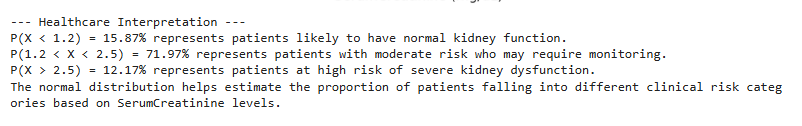 --- Healthcare Interpretation ---
P(X < 1.2) = 15.87% represents patients likely to have normal kidney function.
P(1.2 < X < 2.5) = 71.97% represents patients with moderate risk who may require monitoring.
P(X > 2.5) = 12.17% represents patients at high risk of severe kidney dysfunction.
The normal distribution helps estimate the proportion of patients falling into different clinical risk categ
ories based on SerumCreatinine levels.